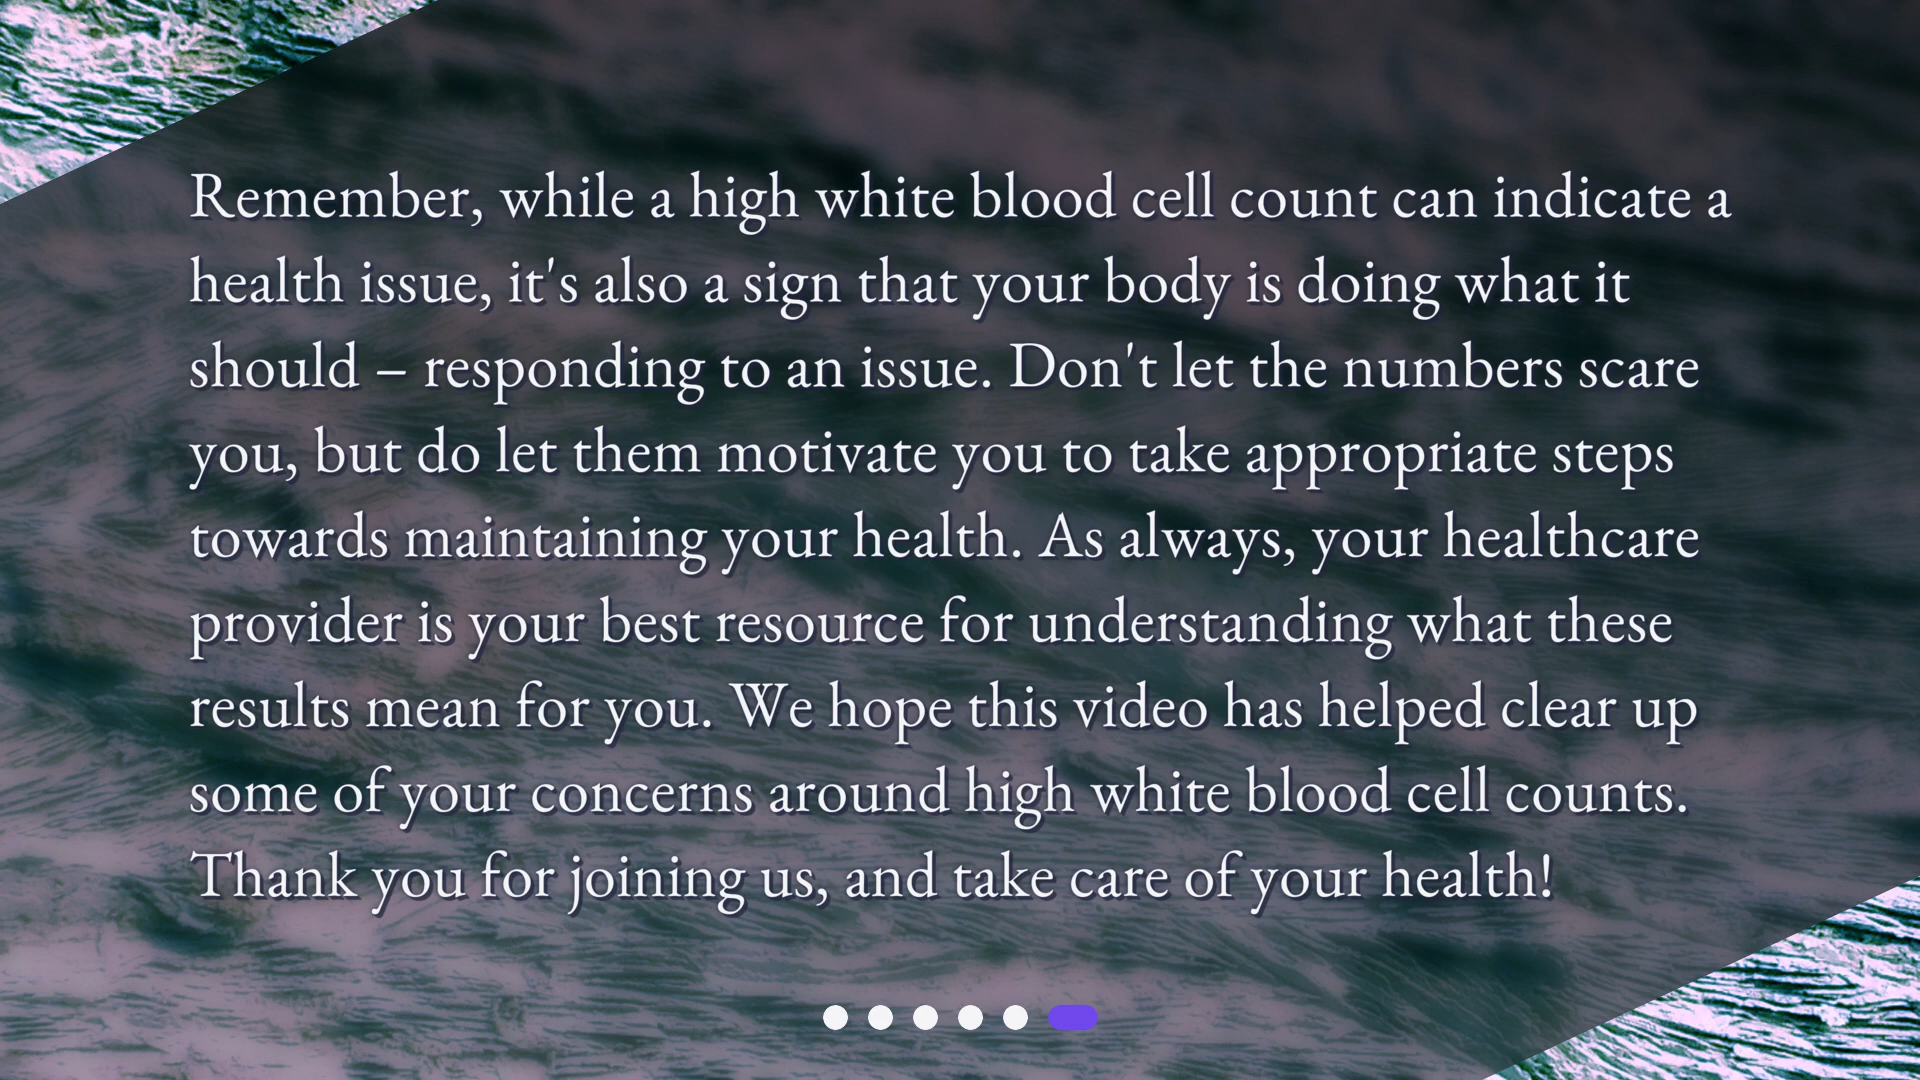 Remember, while a high white blood cell count can indicate a
health issue, it's also a sign that your body is doing what it
should – responding to an issue. Don't let the numbers scare
you, but do let them motivate you to take appropriate steps
towards maintaining your health. As always, your healthcare
provider is your best resource for understanding what these
results mean for you. We hope this video has helped clear up
some of your concerns around high white blood cell counts.
Thank you for joining us, and take care of your health!